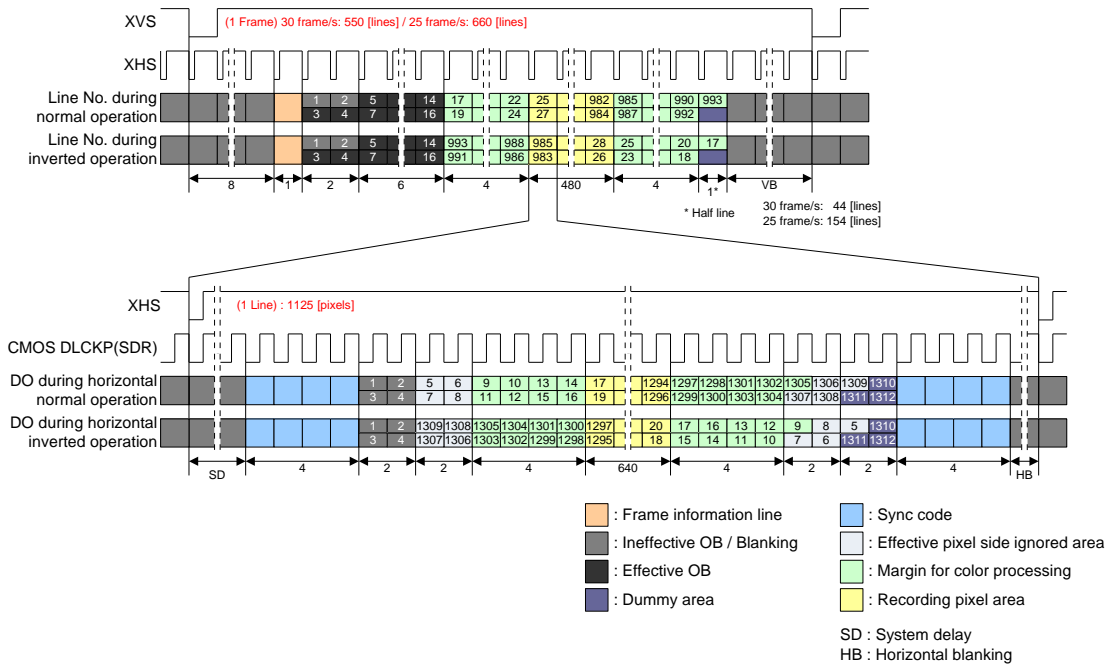 XVS
(1 Frame) 30 frame/s: 550 [lines] / 25 frame/s: 660 [lines]
XHS
Line No. during
normal operation
1 2 5 14 17 22 25 982 985 990 993
3 4 7 16 19 24 27 984 987 992
Line No. during
inverted operation
1 2 5 14 993 988 985 28 25 20 17
3 4 7 16 991 986 983 26 23 18
8 1 2 6 4 480 4 1* VB
* Half line
30 frame/s: 44 [lines]
25 frame/s: 154 [lines]
XHS
(1 Line) : 1125 [pixels]
CMOS DLCKP(SDR)
DO during horizontal
normal operation
1 2 5 6 9 10 13 14 17 1294 1297 1298 1301 1302 1305 1306 1309 1310
3 4 7 8 11 12 15 16 19 1296 1299 1300 1303 1304 1307 1308 1311 1312
DO during horizontal
inverted operation
1 2 1309 1308 1305 1304 1301 1300 1297 20 17 16 13 12 9 8 5 1310
3 4 1307 1306 1303 1302 1299 1298 1295 18 15 14 11 10 7 6 1311 1312
SD 4 2 2 4 640 4 2 2 4 HB
: Frame information line
: Ineffective OB / Blanking
: Effective OB
: Dummy area
: Sync code
: Effective pixel side ignored area
: Margin for color processing
: Recording pixel area
SD : System delay
HB : Horizontal blanking